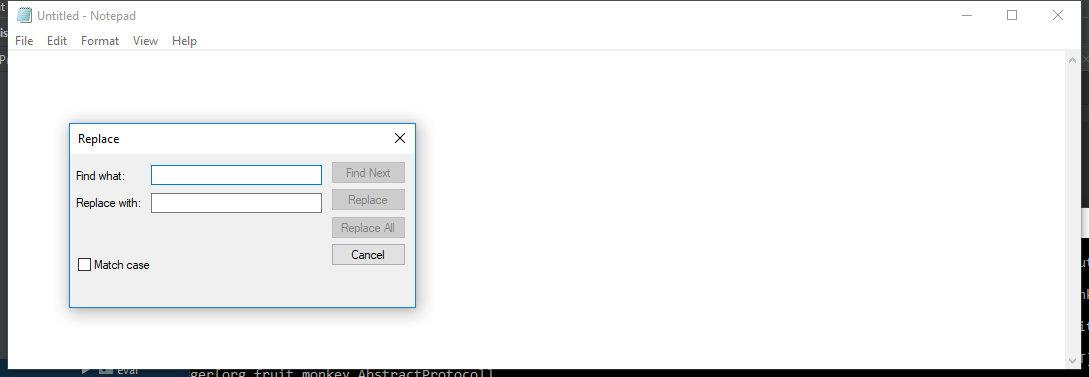 Untitled - Notepad
File Edit Format View Help
Replace
Find what:
Find Next
Replace with:
Replace
Replace All
Cancel
Match case
eval
ger[org.fruit.monkey.AbstractProtocol]